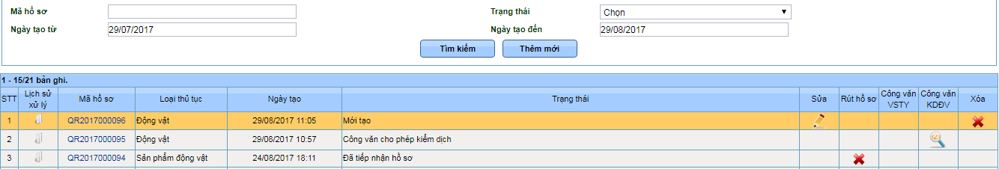 Mã hồ sơ Trạng thái Chọn
Ngày tạo từ 29/07/2017 Ngày tạo đến 29/08/2017
Tìm kiếm Thêm mới
1 - 15/21 bản ghi.
STT Lịch sử xử lý Mã hồ sơ Loại thủ tục Ngày tạo Trạng thái Sửa Rút hồ sơ Công văn VSTY Công văn KDĐV Xóa
1 QR2017000096 Động vật 29/08/2017 11:05 Mới tạo
2 QR2017000095 Động vật 29/08/2017 10:57 Công văn cho phép kiểm dịch
3 QR2017000094 Sản phẩm động vật 24/08/2017 18:11 Đã tiếp nhận hồ sơ